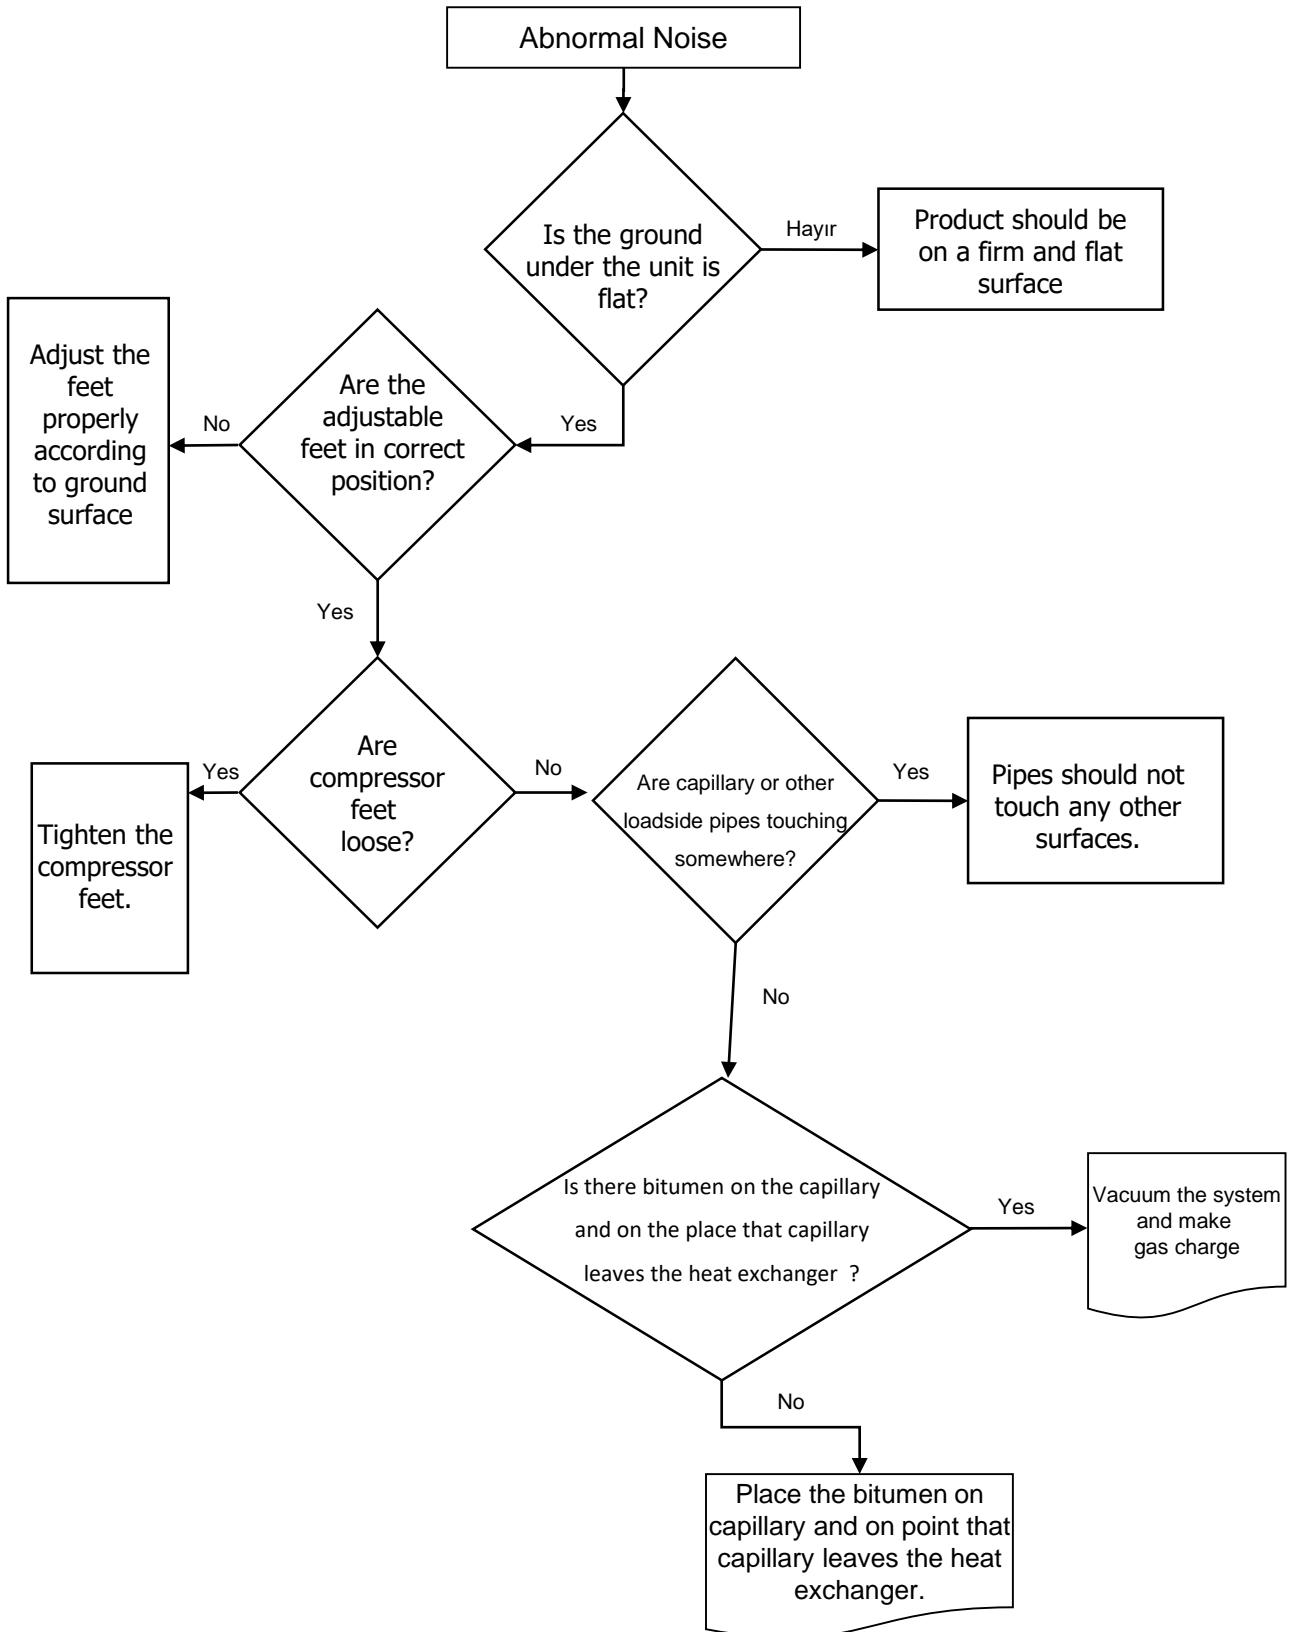 Abnormal Noise
Is the ground
under the unit is
flat?
Hayır
Product should be
on a firm and flat
surface
Yes
Are the
adjustable
feet in correct
position?
No
Adjust the
feet
properly
according
to ground
surface
Yes
Are
compressor
feet
loose?
Yes
Tighten the
compressor
feet.
No
Are capillary or other
loadside pipes touching
somewhere?
Yes
Pipes should not
touch any other
surfaces.
No
Is there bitumen on the capillary
and on the place that capillary
leaves the heat exchanger  ?
Yes
Vacuum the system
and make
gas charge
No
Place the bitumen on
capillary and on point that
capillary leaves the heat
exchanger.